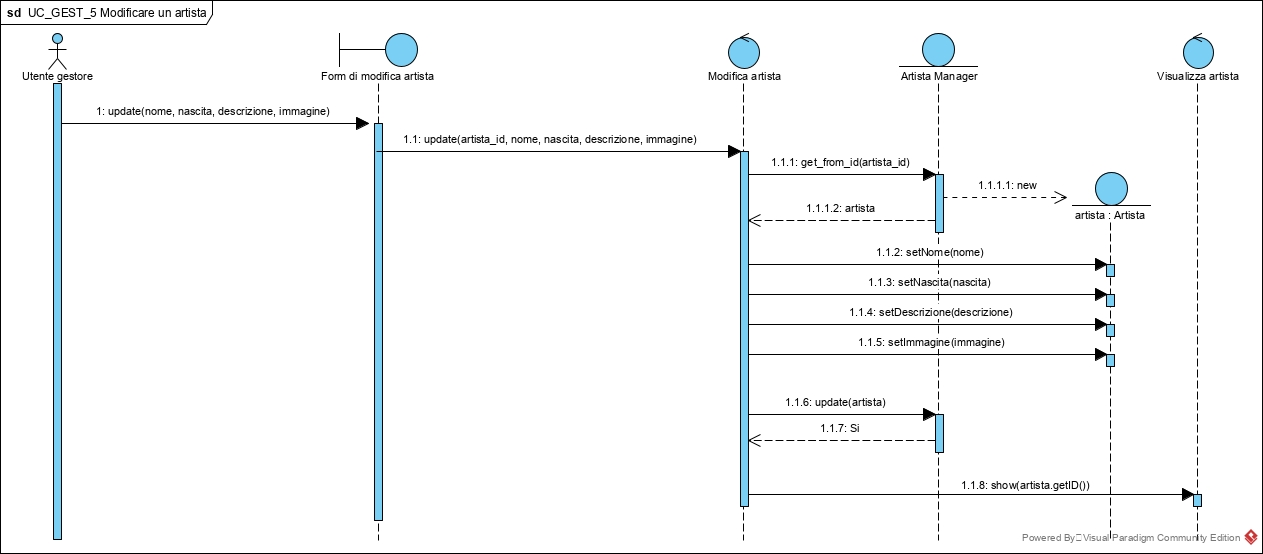 sd UC_GEST_5 Modificare un artista
Utente gestore
Form di modifica artista
Modifica artista
Artista Manager
Visualizza artista
1: update(nome, nascita, descrizione, immagine)
1.1: update(artista_id, nome, nascita, descrizione, immagine)
1.1.1: get_from_id(artista_id)
1.1.1.1: new
1.1.1.2: artista
artista : Artista
1.1.2: setNome(nome)
1.1.3: setNascita(nascita)
1.1.4: setDescrizione(descrizione)
1.1.5: setImmagine(immagine)
1.1.6: update(artista)
1.1.7: Si
1.1.8: show(artista.getID())
Powered By Visual Paradigm Community Edition